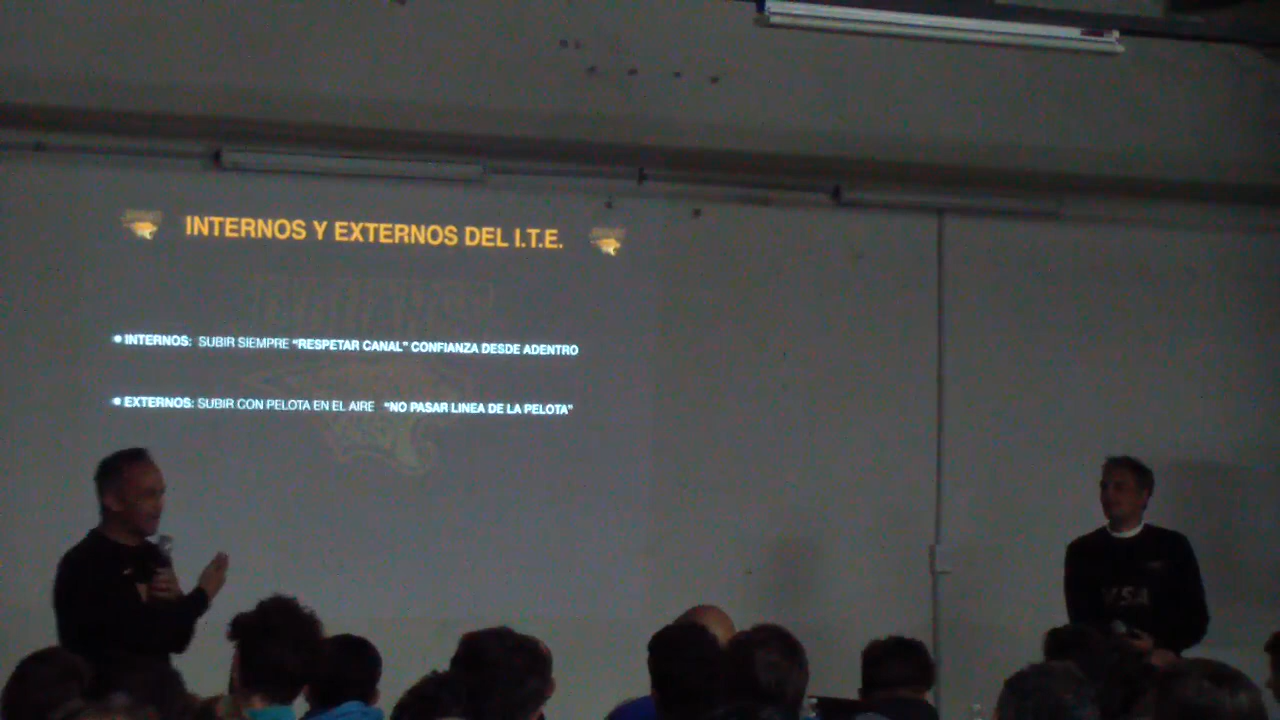 INTERNOS Y EXTERNOS DEL I.T.E.
INTERNOS: SUBIR SIEMPRE “RESPETAR CANAL” CONFIANZA DESDE ADENTRO
EXTERNOS: SUBIR CON PELOTA EN EL AIRE “NO PASAR LINEA DE LA PELOTA”